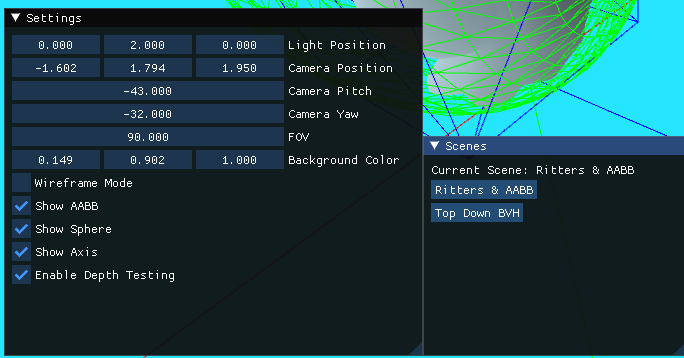 Settings
0.000 2.000 0.000 Light Position
-1.602 1.794 1.950 Camera Position
-43.000 Camera Pitch
-32.000 Camera Yaw
90.000 FOV
0.149 0.902 1.000 Background Color
Wireframe Mode
Show AABB
Show Sphere
Show Axis
Enable Depth Testing
Scenes
Current Scene: Ritters & AABB
Ritters & AABB
Top Down BVH